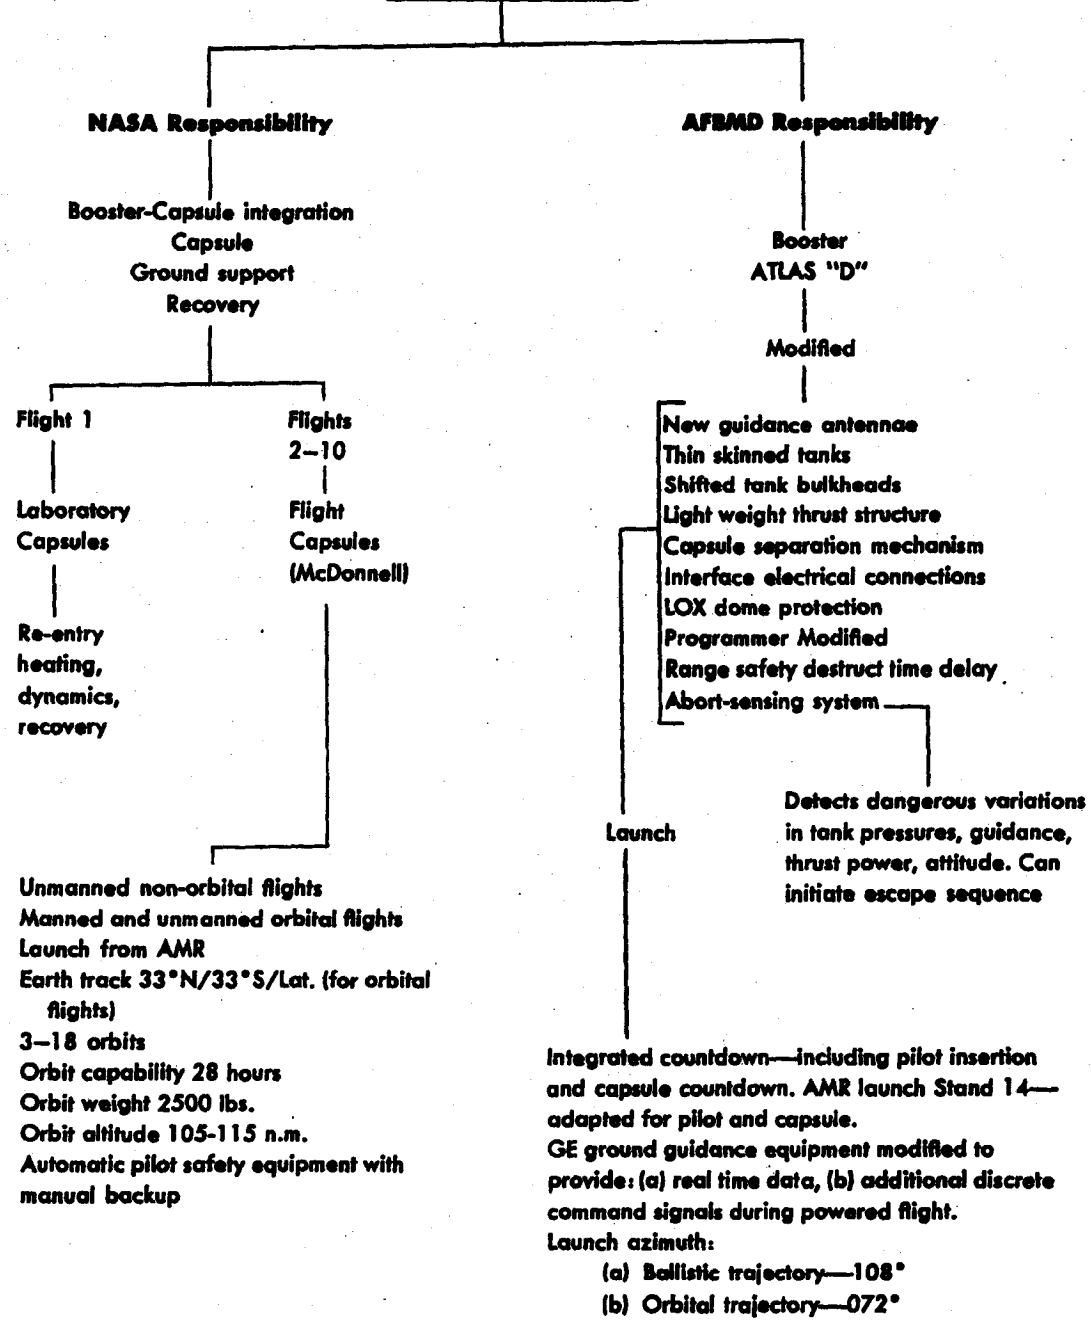 NASA Responsibility
Booster-Capsule integration
Capsule
Ground support
Recovery
Flight 1
Laboratory
Capsules
Re-entry
heating,
dynamics,
recovery
Flights
2–10
Flight
Capsules
(McDonnell)
Unmanned non-orbital flights
Manned and unmanned orbital flights
Launch from AMR
Earth track 33°N/33°S/Lat. (for orbital
flights)
3–18 orbits
Orbit capability 28 hours
Orbit weight 2500 lbs.
Orbit altitude 105-115 n.m.
Automatic pilot safety equipment with
manual backup
AFBMD Responsibility
Booster
ATLAS "D"
Modified
New guidance antennae
Thin skinned tanks
Shifted tank bulkheads
Light weight thrust structure
Capsule separation mechanism
Interface electrical connections
LOX dome protection
Programmer Modified
Range safety destruct time delay
Abort-sensing system
Detects dangerous variations
in tank pressures, guidance,
thrust power, attitude. Can
initiate escape sequence
Launch
Integrated countdown—including pilot insertion
and capsule countdown. AMR launch Stand 14—
adapted for pilot and capsule.
GE ground guidance equipment modified to
provide: (a) real time data, (b) additional discrete
command signals during powered flight.
Launch azimuth:
(a) Ballistic trajectory—108°
(b) Orbital trajectory—072°